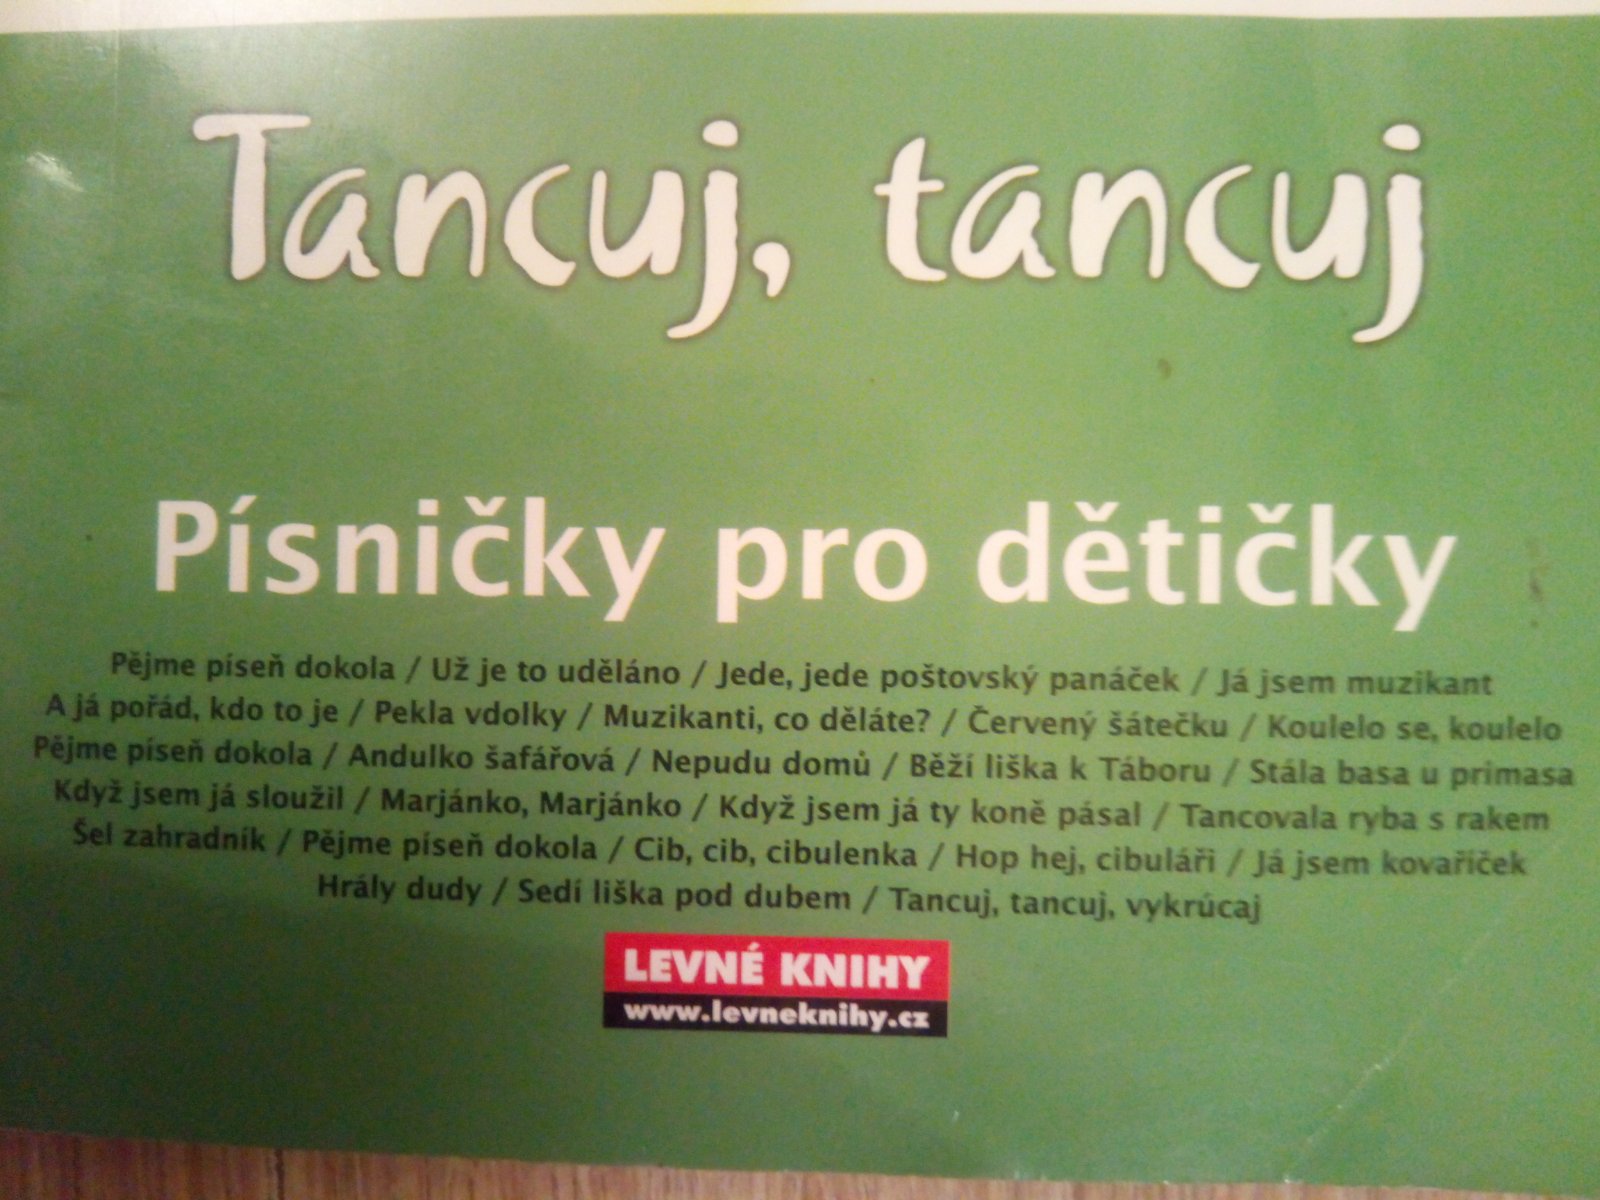 Tancuj, tancuj
Písničky pro dětičky
Pějme píseň dokola / Už je to uděláno / Jede, jede poštovský panáček / Já jsem muzikant
A já pořád, kdo to je / Pekla vdolky / Muzikanti, co děláte? / Červený šátečku / Koulelo se, koulelo
Pějme píseň dokola / Andulko šafářová / Nepudu domů / Běží liška k Táboru / Stála basa u primasa
Když jsem já sloužil / Marjánko, Marjánko / Když jsem já ty koně pásal / Tancovala ryba s rakem
Šel zahradník / Pějme píseň dokola / Cib, cib, cibulenka / Hop hej, cibuláři / Já jsem kovaříček
Hrály dudy / Sedí liška pod dubem / Tancuj, tancuj, vykrúcaj
LEVNÉ KNIHY
www.levneknihy.cz